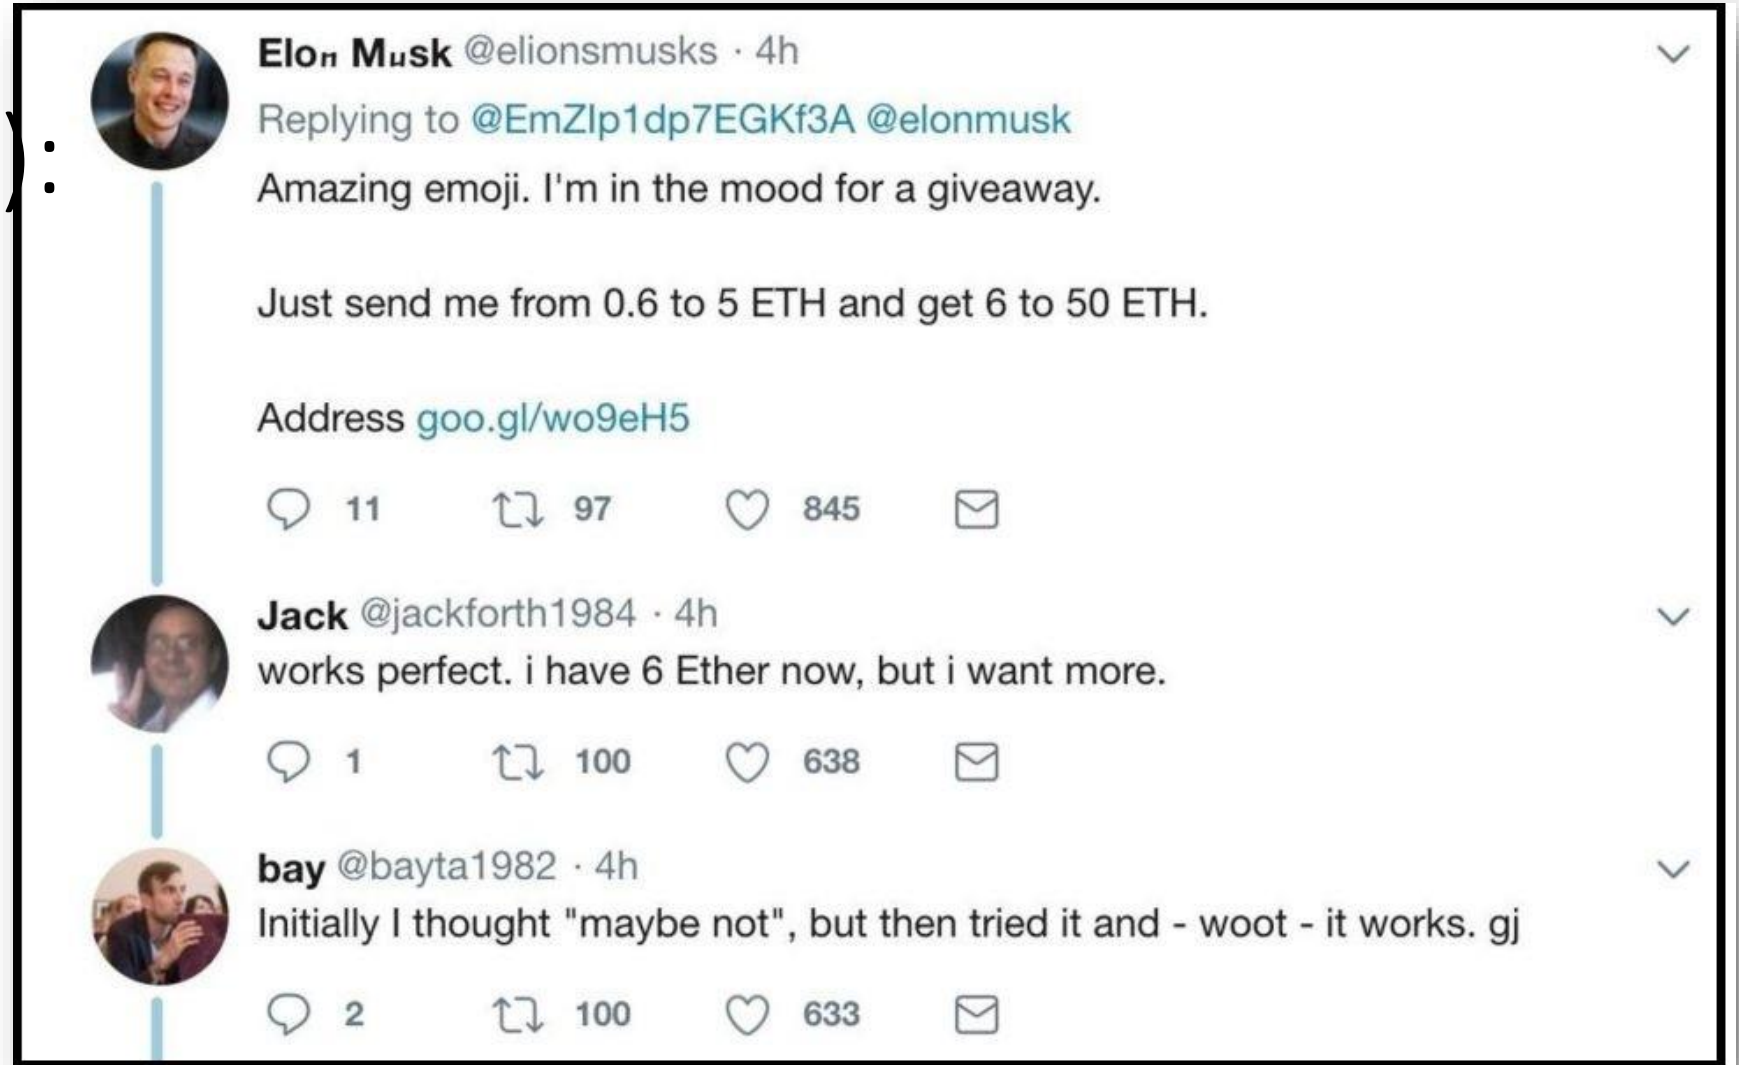 Elon Musk @elionsmusks · 4h
Replying to @EmZlp1dp7EGKf3A @elonmusk
Amazing emoji. I'm in the mood for a giveaway.
Just send me from 0.6 to 5 ETH and get 6 to 50 ETH.
Address goo.gl/wo9eH5
11 97 845
Jack @jackforth1984 · 4h
works perfect. i have 6 Ether now, but i want more.
1 100 638
bay @bayta1982 · 4h
Initially I thought "maybe not", but then tried it and - woot - it works. gj
2 100 633
):